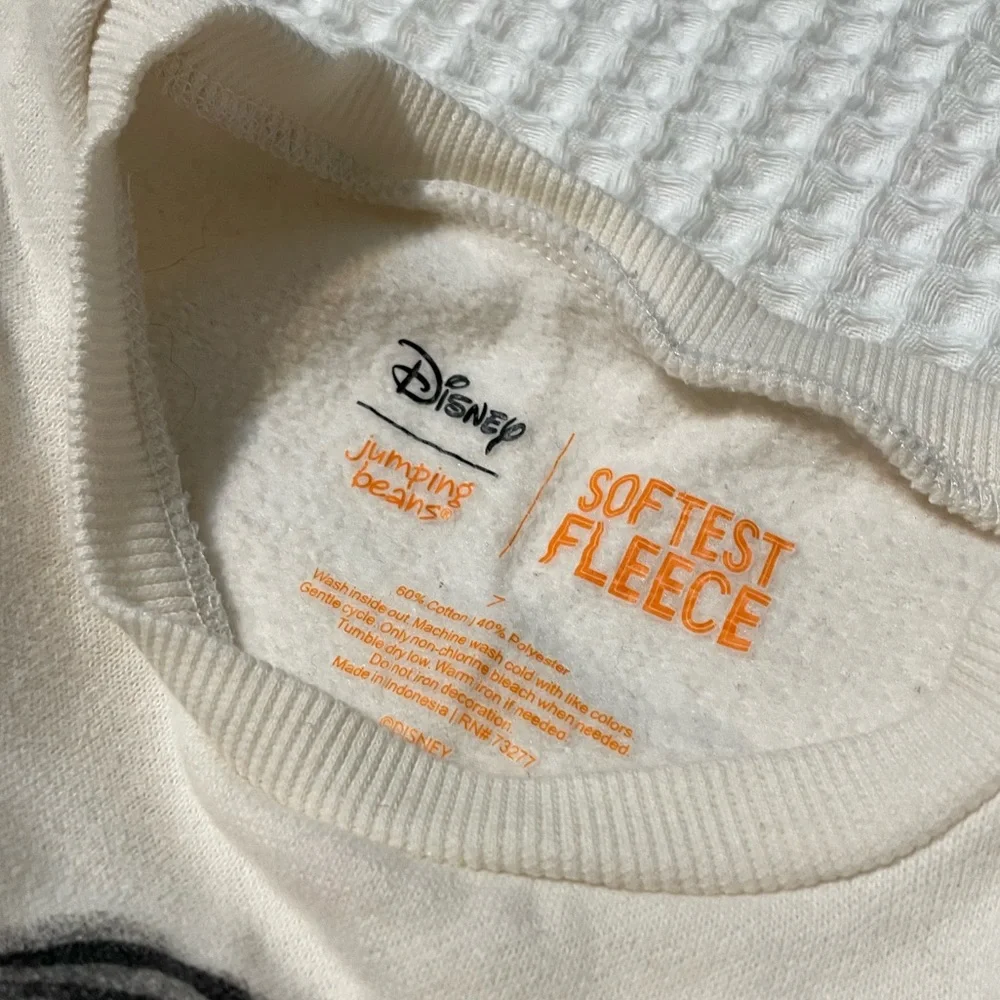 Disney
jumping
beans®
SOFTEST
FLEECE
7
60% Cotton | 40% Polyester
Wash inside out. Machine wash cold with like colors.
Gentle cycle. Only non-chlorine bleach when needed.
Tumble dry low. Warm iron if needed.
Do not iron decoration.
Made in Indonesia | RN# 73277
©DISNEY